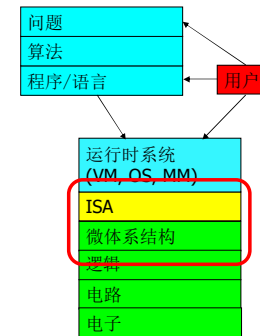 问题
算法
程序/语言
用户
运行时系统
(VM, OS, MM)
ISA
微体系结构
逻辑
电路
电子